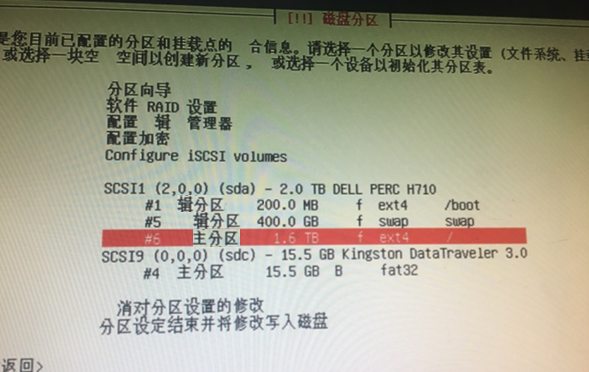 [!!] 磁盘分区
是您目前已配置的分区和挂载点的 合信息。请选择一个分区以修改其设置 (文件系统、挂
或选择一块空 空间以创建新分区, 或选择一个设备以初始化其分区表。
分区向导
软件 RAID 设置
配置 辑 管理器
配置加密
Configure iSCSI volumes
SCSI1 (2,0,0) (sda) - 2.0 TB DELL PERC H710
#1 辑分区 200.0 MB f ext4 /boot
#5 辑分区 400.0 GB f swap swap
#6 主分区 1.6 TB f ext4 /
SCSI9 (0,0,0) (sdc) - 15.5 GB Kingston DataTraveler 3.0
#4 主分区 15.5 GB B fat32
消对分区设置的修改
分区设定结束并将修改写入磁盘
返回>